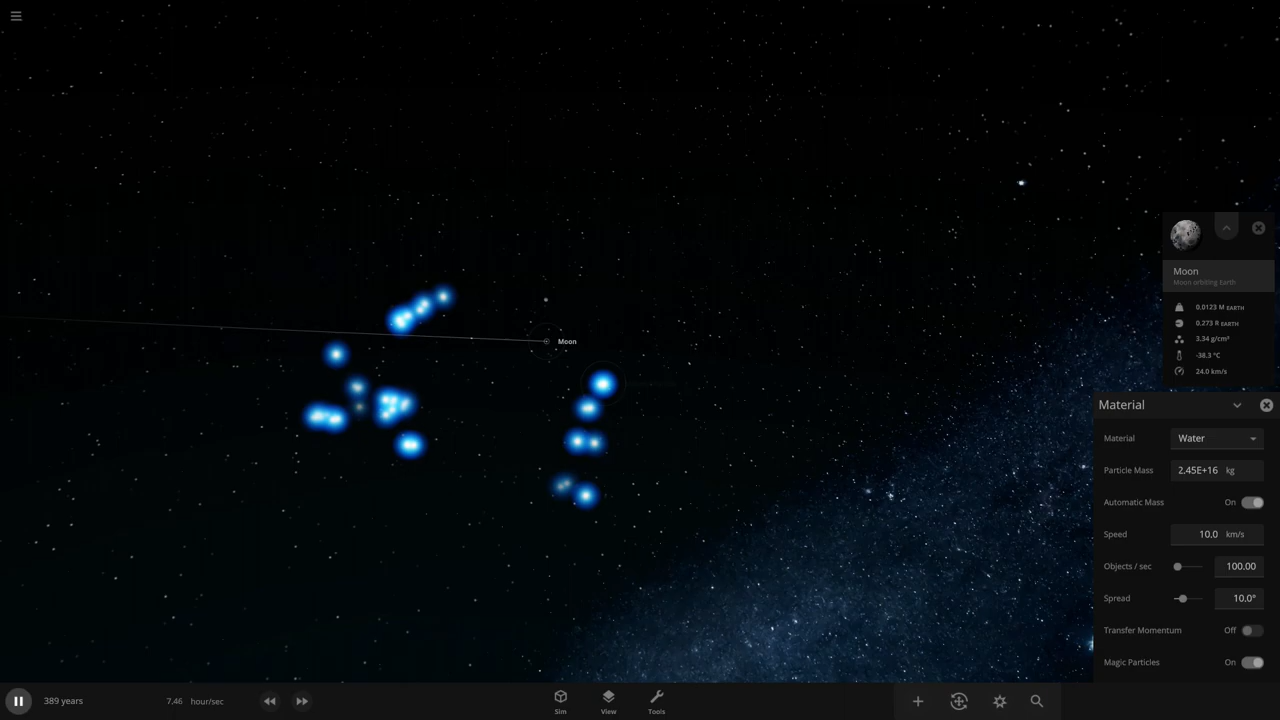 Moon
Moon
Moon orbiting Earth
0.0123 M EARTH
0.273 R EARTH
3.34 g/cm³
-38.3 °C
24.0 km/s
Material
Material Water
Particle Mass 2.45E+16 kg
Automatic Mass On
Speed 10.0 km/s
Objects / sec 100.00
Spread 10.0°
Transfer Momentum Off
Magic Particles On
389 years 7.46 hour/sec
Sim View Tools